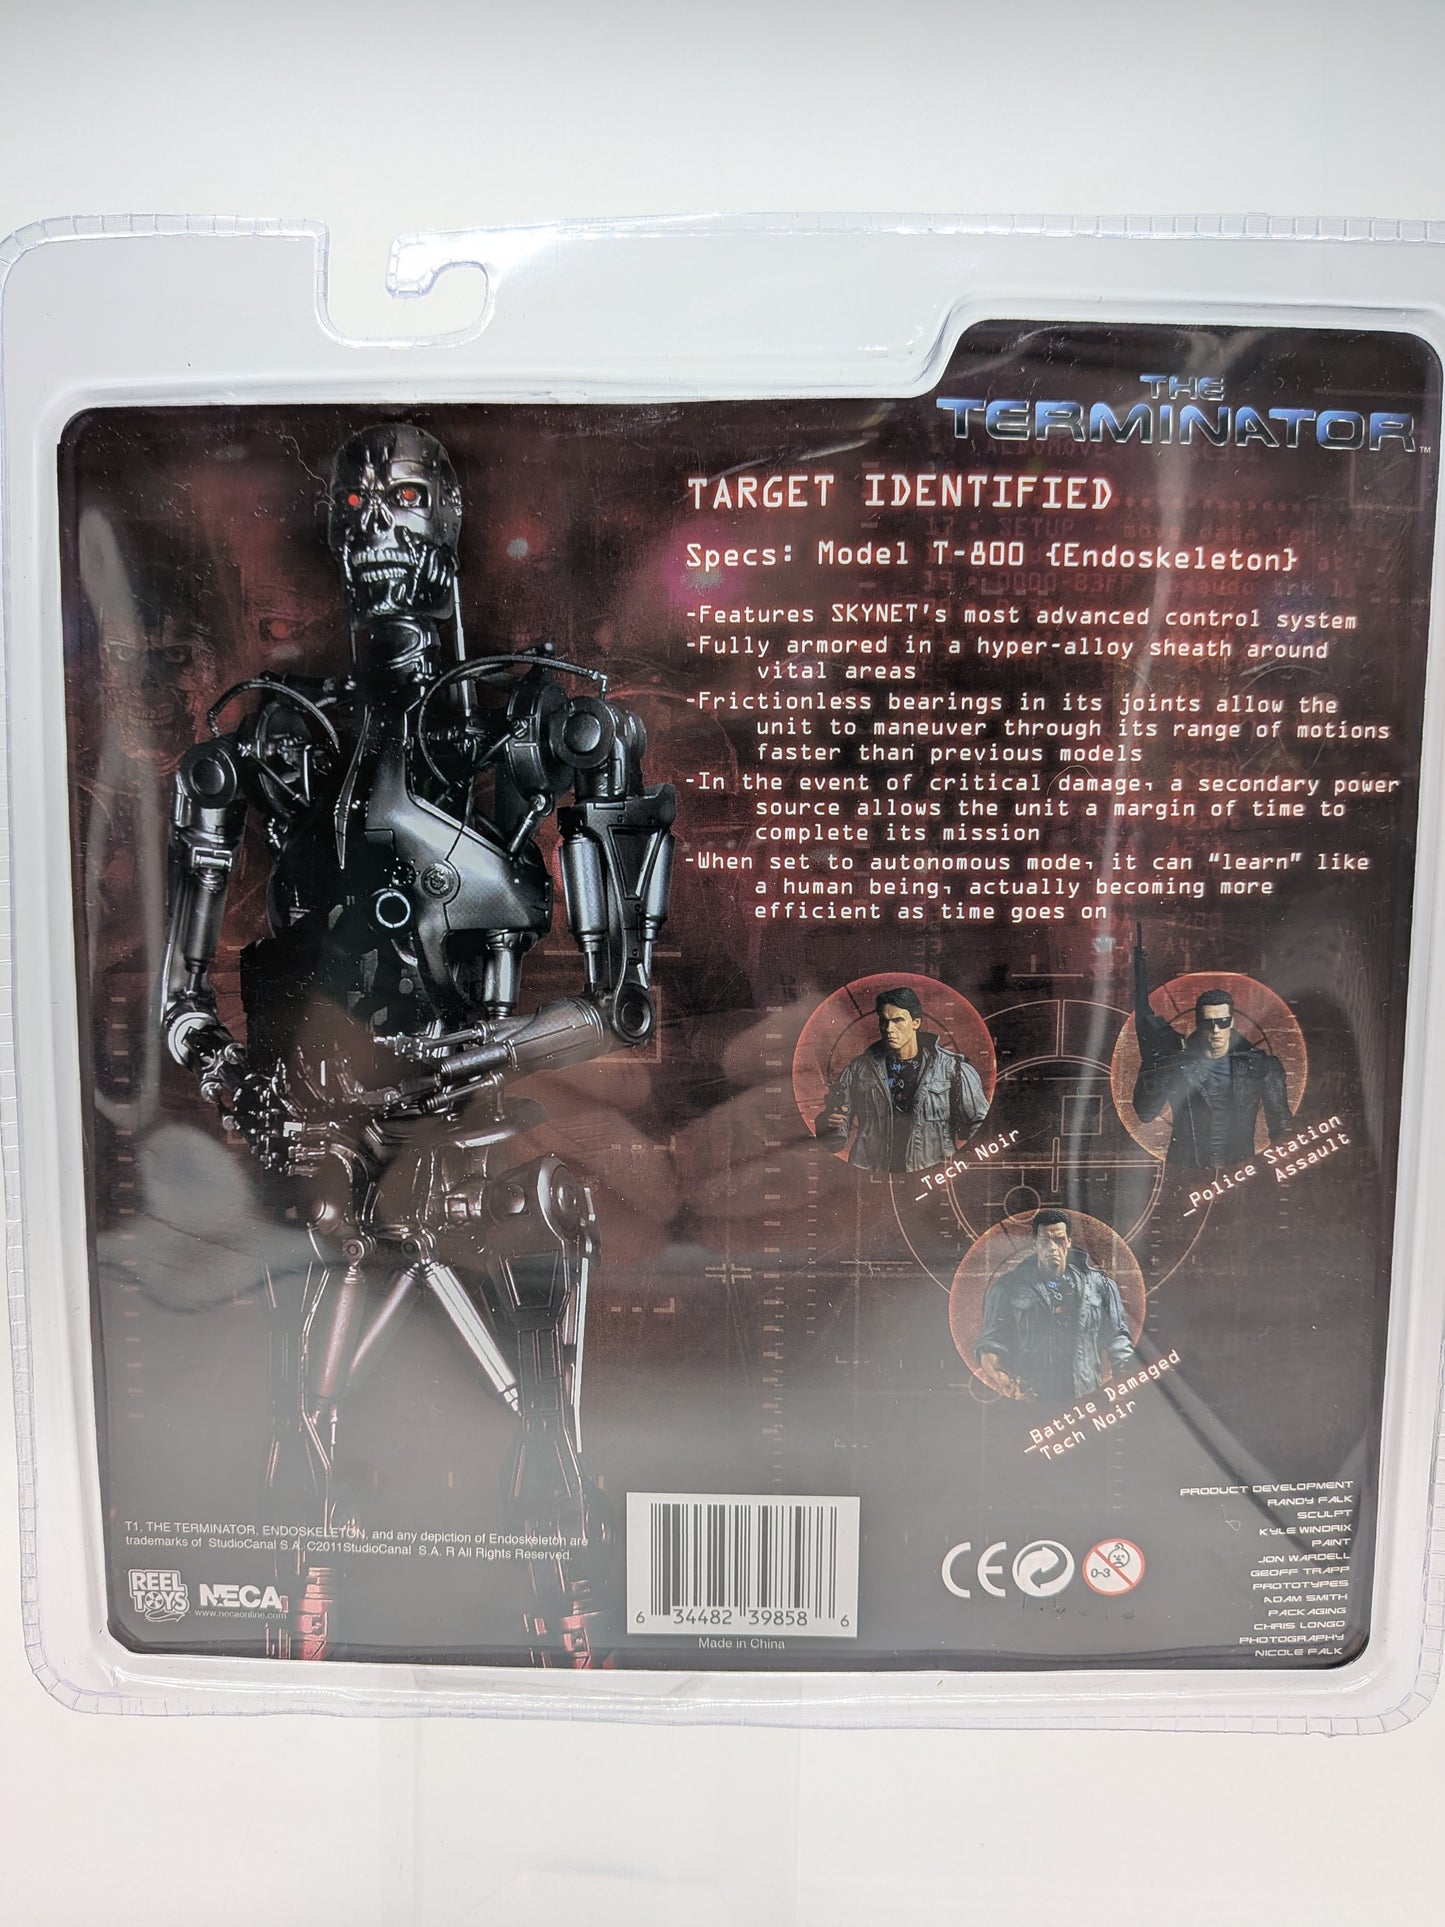 THE
TERMINATOR™
TARGET IDENTIFIED
Specs: Model T-800 {Endoskeleton}
-Features SKYNET's most advanced control system
-Fully armored in a hyper-alloy sheath around
vital areas
-Frictionless bearings in its joints allow the
unit to maneuver through its range of motions
faster than previous models
-In the event of critical damage, a secondary power
source allows the unit a margin of time to
complete its mission
-When set to autonomous mode, it can “learn” like
a human being, actually becoming more
efficient as time goes on
_Tech Noir
_Police Station
Assault
_Battle Damaged
Tech Noir
T1, THE TERMINATOR, ENDOSKELETON, and any depiction of Endoskeleton are
trademarks of StudioCanal S.A. C2011StudioCanal S.A. R All Rights Reserved.
REEL
TOYS
NECA
www.necaonline.com
6 34482 39858 6
Made in China
CE
0-3
PRODUCT DEVELOPMENT
RANDY FALK
SCULPT
KYLE WINDRIX
PAINT
JON WARDELL
GEOFF TRAPP
PROTOTYPES
ADAM SMITH
PACKAGING
CHRIS LONGO
PHOTOGRAPHY
NICOLE FALK